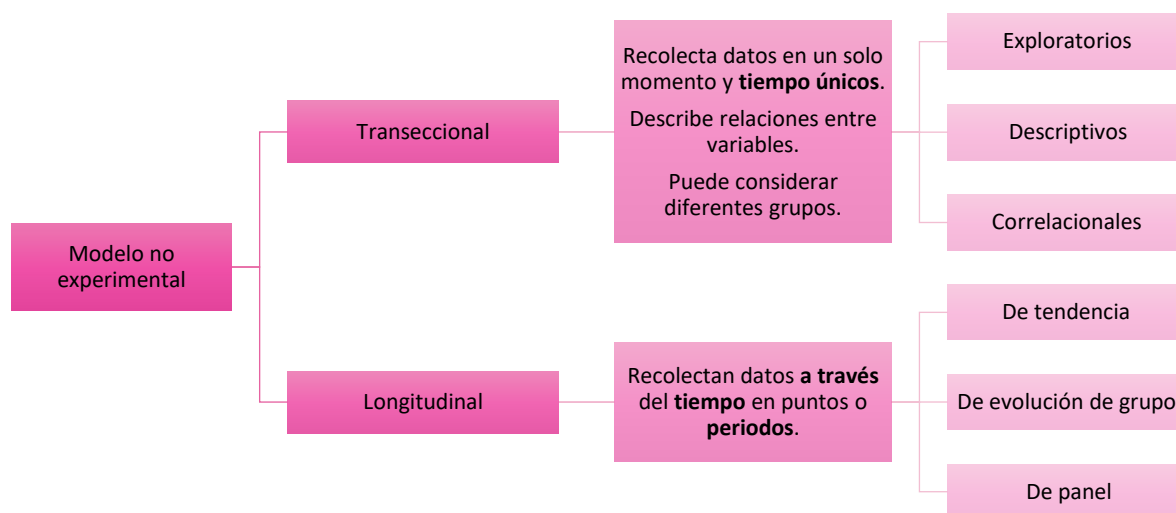 Modelo no
experimental
Transeccional
Recolecta datos en un solo
momento y tiempo únicos.
Describe relaciones entre
variables.
Puede considerar
diferentes grupos.
Exploratorios
Descriptivos
Correlacionales
Longitudinal
Recolectan datos a través
del tiempo en puntos o
periodos.
De tendencia
De evolución de grupo
De panel